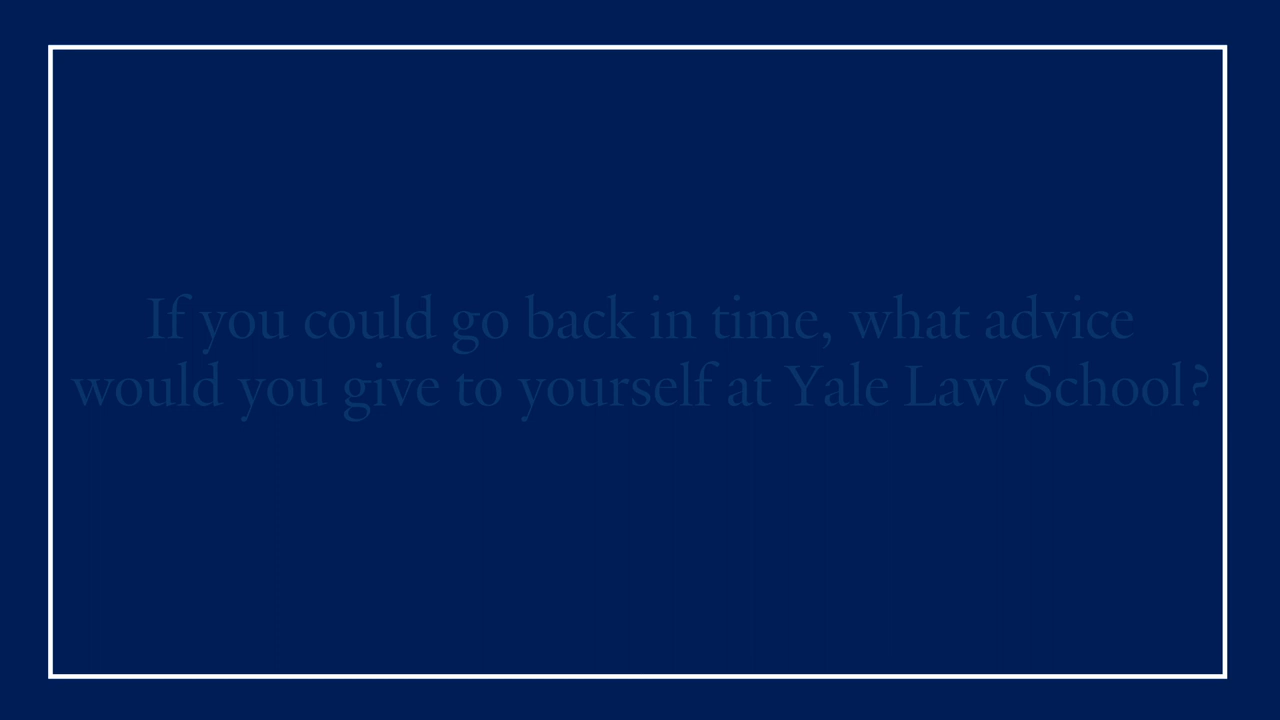 If you could go back in time, what advice
would you give to yourself at Yale Law School?